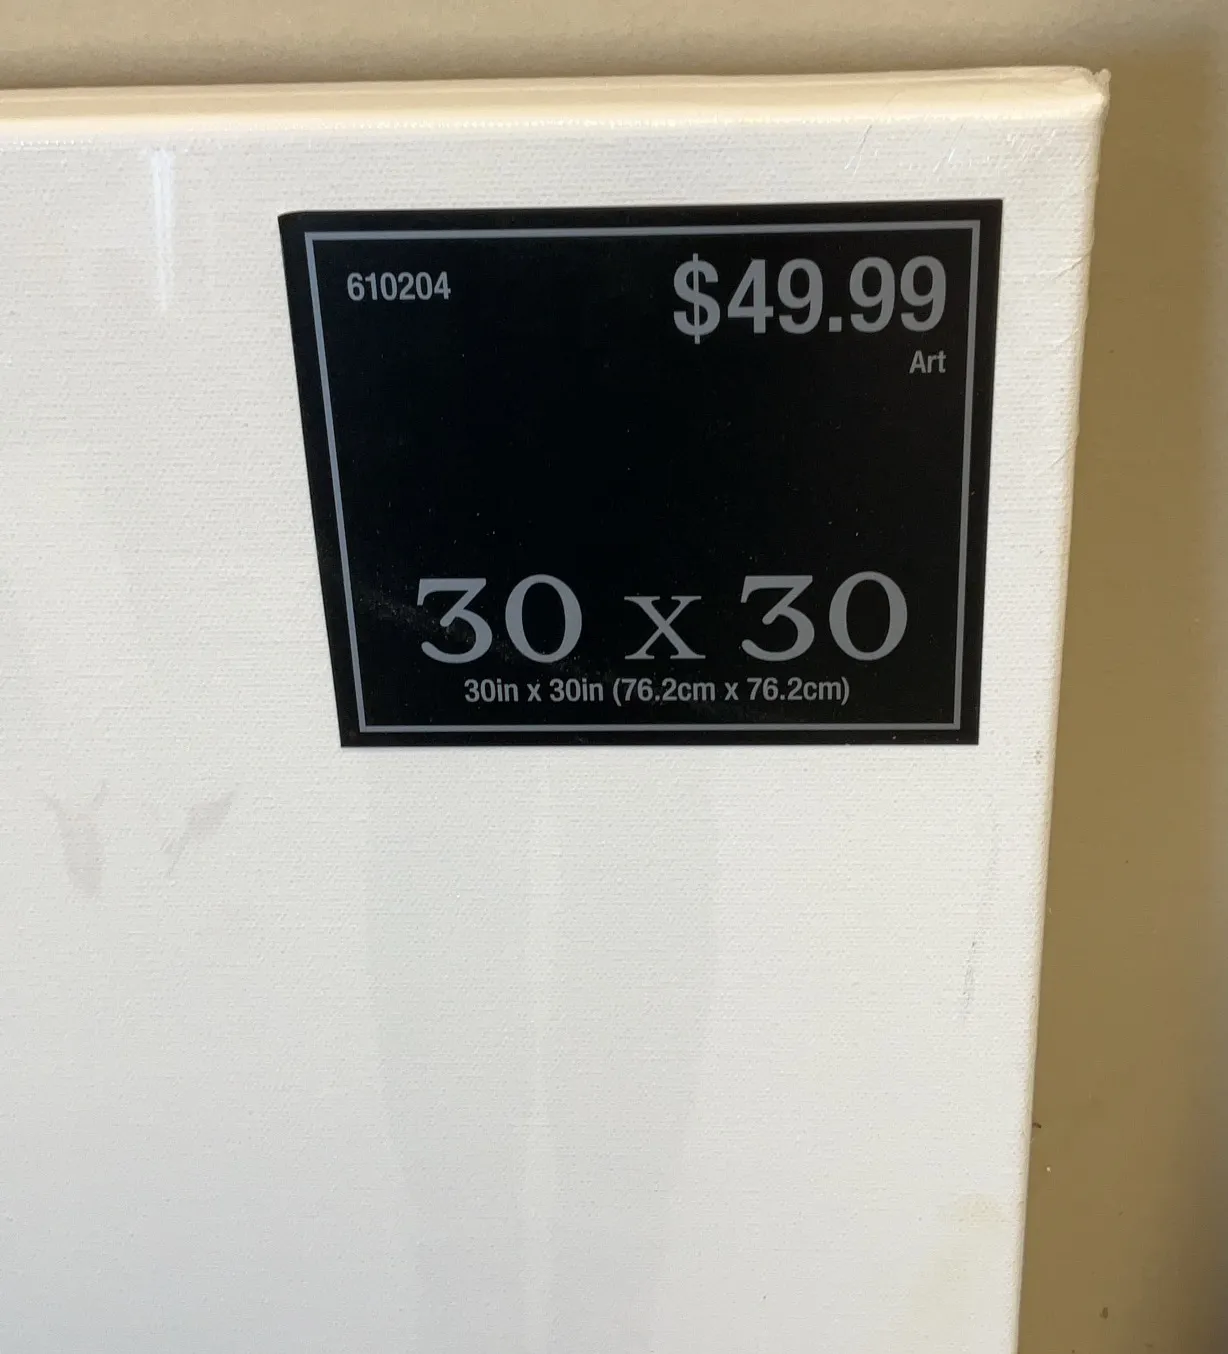 610204
$49.99
Art
30 x 30
30in x 30in (76.2cm x 76.2cm)